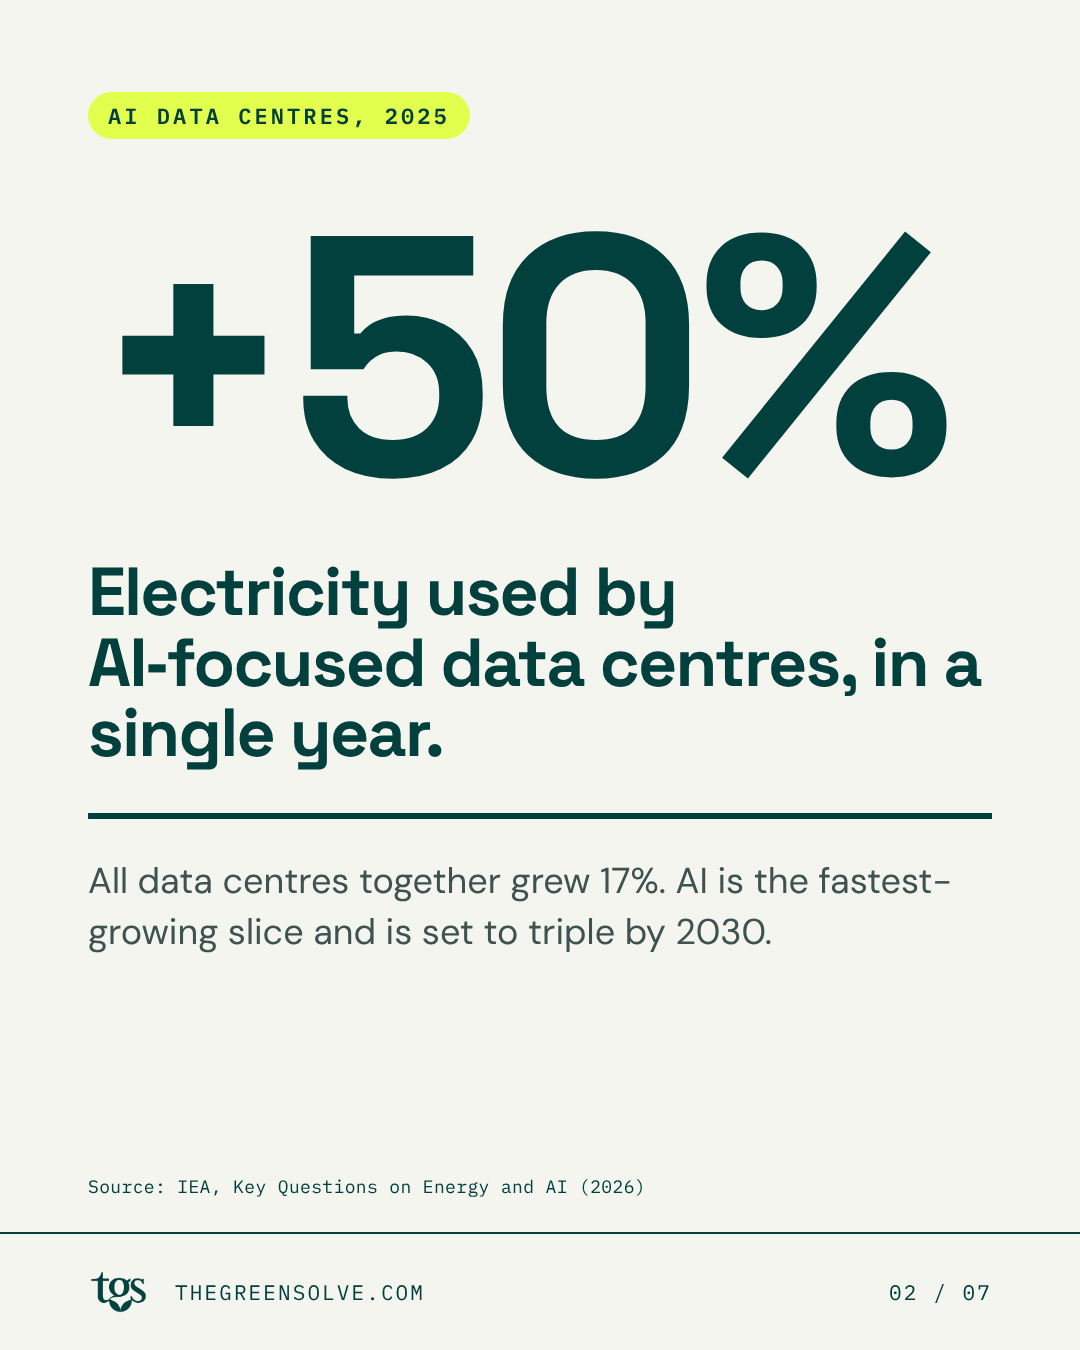 AI DATA CENTRES, 2025
+50%
Electricity used by
AI-focused data centres, in a
single year.
All data centres together grew 17%. AI is the fastest-
growing slice and is set to triple by 2030.
Source: IEA, Key Questions on Energy and AI (2026)
tgs THEGREENSOLVE.COM 02 / 07